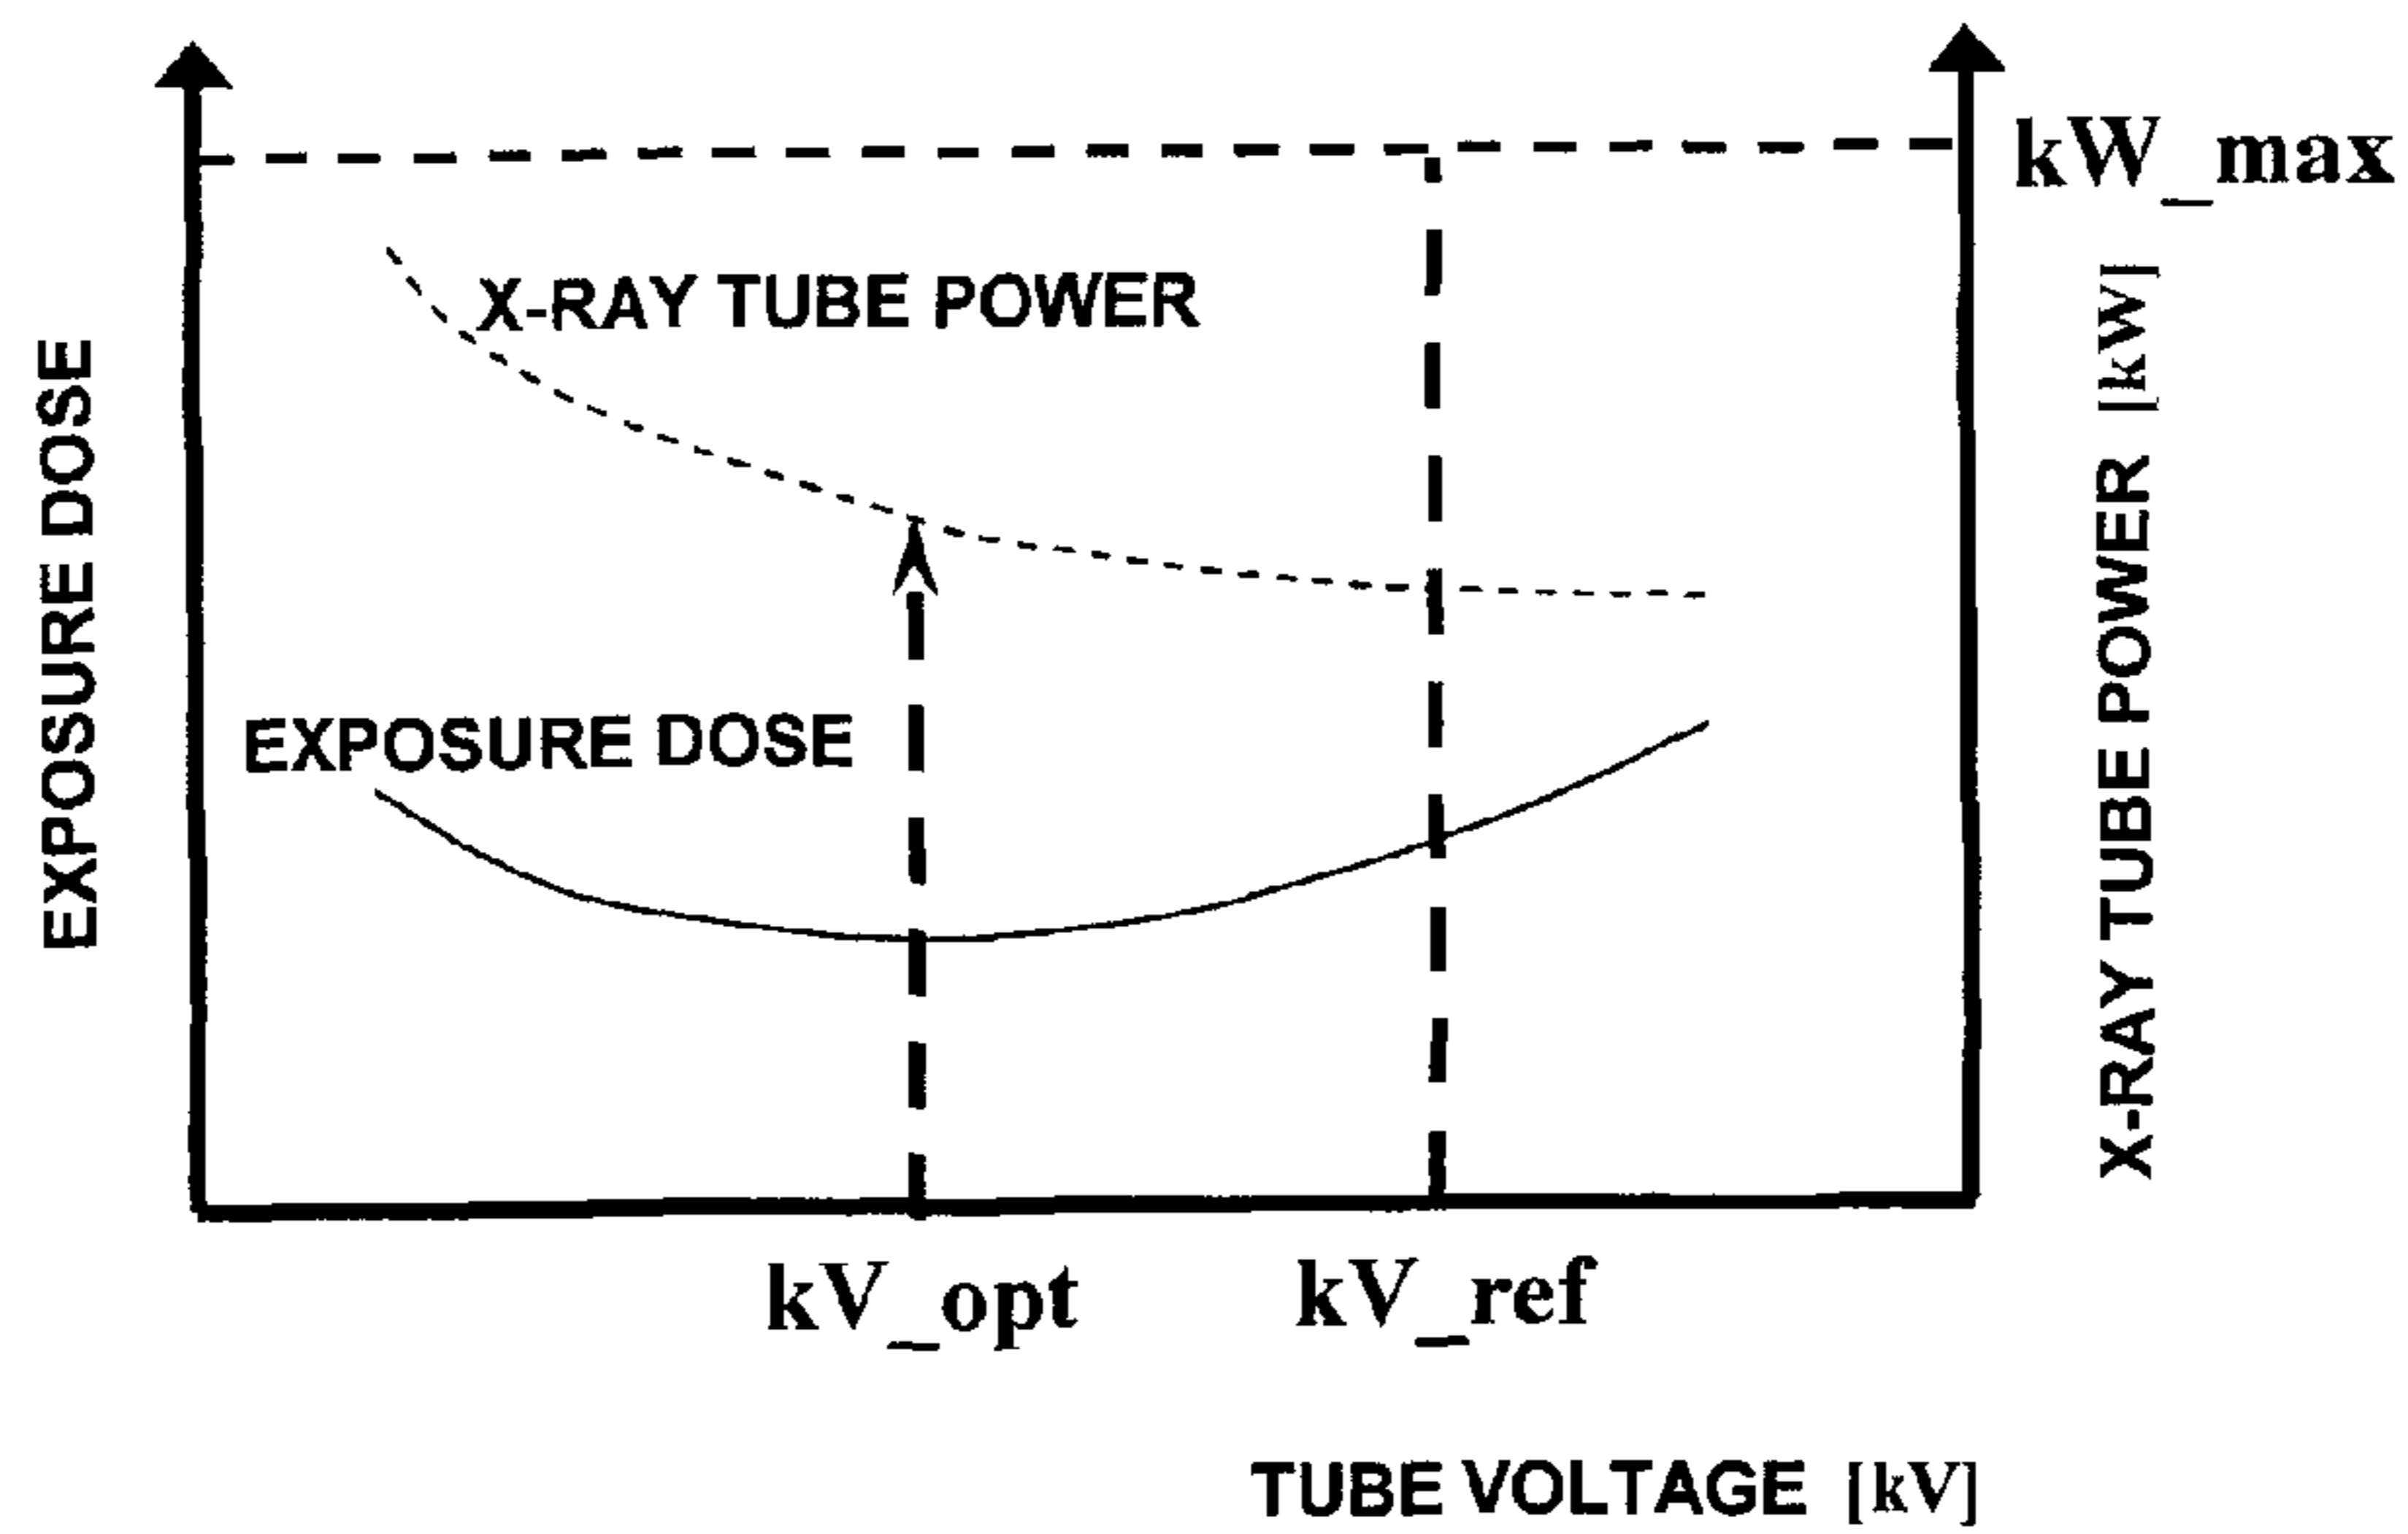 kW_max
X-RAY TUBE POWER
EXPOSURE DOSE
EXPOSURE DOSE
X-RAY TUBE POWER [kW]
kV_opt
kV_ref
TUBE VOLTAGE [kV]